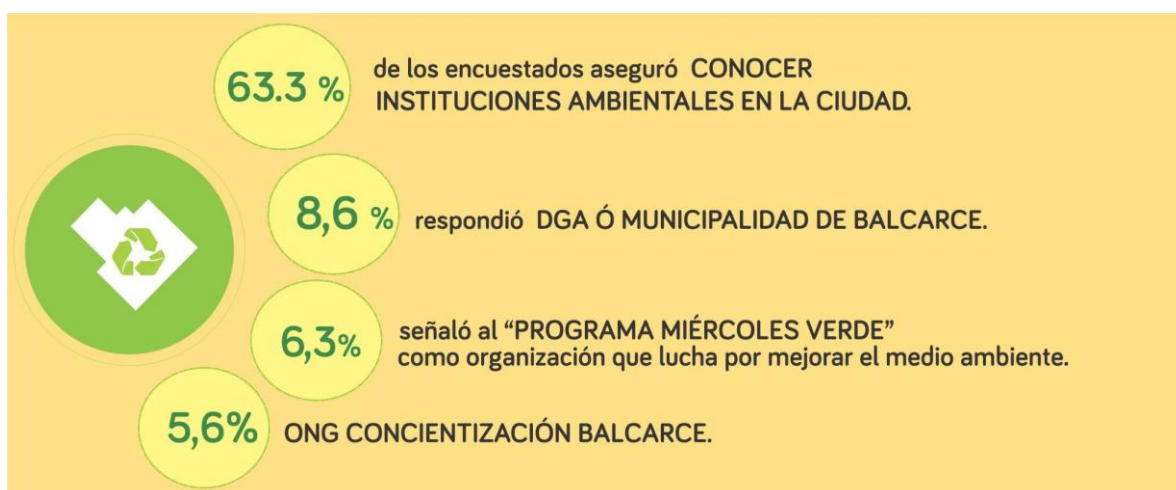 63.3 %
de los encuestados aseguró CONOCER
INSTITUCIONES AMBIENTALES EN LA CIUDAD.
8,6 %
respondió DGA Ó MUNICIPALIDAD DE BALCARCE.
6,3%
señaló al “PROGRAMA MIÉRCOLES VERDE”
como organización que lucha por mejorar el medio ambiente.
5,6%
ONG CONCIENTIZACIÓN BALCARCE.